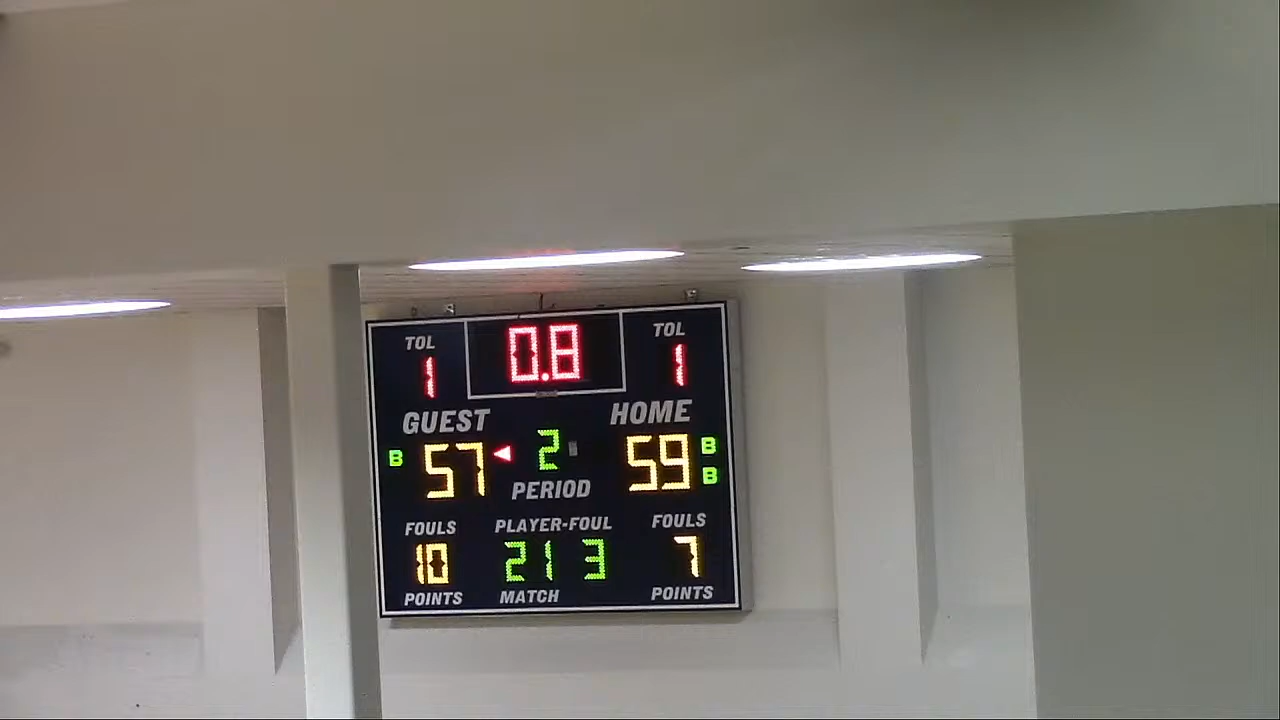 TOL 0.8 TOL
1 1
GUEST HOME
B 57 2 59 B
B
PERIOD
FOULS PLAYER-FOUL FOULS
10 21 3 7
POINTS MATCH POINTS